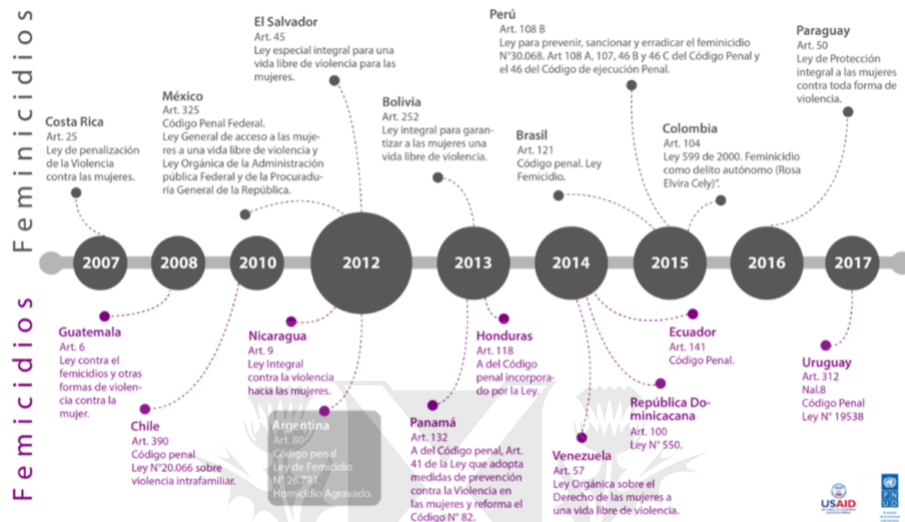 Feminicidios
Femicidios
Costa Rica
Art. 25
Ley de penalización
de la Violencia
contra las mujeres.
México
Art. 325
Código Penal Federal.
Ley General de acceso a las muje-
res a una vida libre de violencia y
Ley Orgánica de la Administración
pública Federal y de la Procuradu-
ría General de la República.
El Salvador
Art. 45
Ley especial integral para una
vida libre de violencia para las
mujeres.
Bolivia
Art. 252
Ley integral para garan-
tizar a las mujeres una
vida libre de violencia.
Perú
Art. 108 B
Ley para prevenir, sancionar y erradicar el feminicidio
N°30.068. Art 108 A, 107, 46 B y 46 C del Código Penal y
el 46 del Código de ejecución Penal.
Brasil
Art. 121
Código penal. Ley
Femicidio.
Colombia
Art. 104
Ley 599 de 2000. Feminicidio
como delito autónomo (Rosa
Elvira Cely)”.
Paraguay
Art. 50
Ley de Protección
integral a las mujeres
contra toda forma de
violencia.
2007
2008
2010
2012
2013
2014
2015
2016
2017
Guatemala
Art. 6
Ley contra el
femicidios y otras
formas de violen-
cia contra la
mujer.
Chile
Art. 390
Código penal
Ley N°20.066 sobre
violencia intrafamiliar.
Nicaragua
Art. 9
Ley Integral
contra la violencia
hacia las mujeres.
Argentina
Art. 80
Código penal
Ley de Femicidio
N° 26.791.
Homicidio Agravado.
Panamá
Art. 132
A del Código penal, Art.
41 de la Ley que adopta
medidas de prevención
contra la Violencia en
las mujeres y reforma el
Código N° 82.
Honduras
Art. 118
A del Código
penal incorpora-
do por la Ley.
Venezuela
Art. 57
Ley Orgánica sobre el
Derecho de las mujeres a
una vida libre de violencia.
República Do-
minicacana
Art. 100
Ley N° 550.
Ecuador
Art. 141
Código Penal.
Uruguay
Art. 312
Nal.8
Código Penal
Ley N° 19538
USAID
PNUD